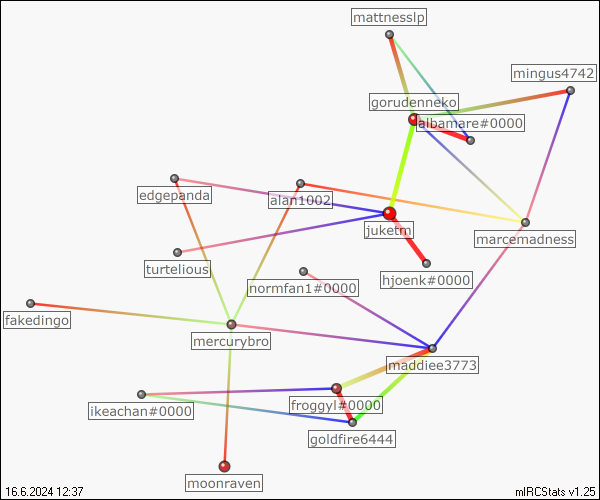 mattnesslp
mingus4742
gorudenneko
albamare#0000
edgepanda
alan1002
juketm
marcemadness
turtelious
normfan1#0000
hjoenk#0000
fakedingo
mercurybro
maddiee3773
froggyl#0000
ikeachan#0000
goldfire6444
moonraven
16.6.2024 12:37
mIRCStats v1.25